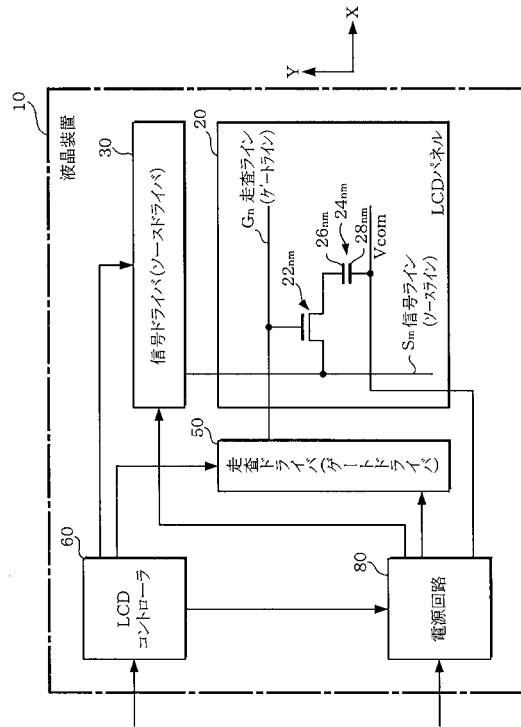 10
液晶装置
60
LCD
コントローラ
30
信号ドライバ(ソースドライバ)
50
走査ドライバ(ゲートドライバ)
20
Gn 走査ライン
(ゲートライン)
22nm
26nm
24nm
28nm
Vcom
Sm 信号ライン
(ソースライン)
LCDパネル
80
電源回路
Y
X